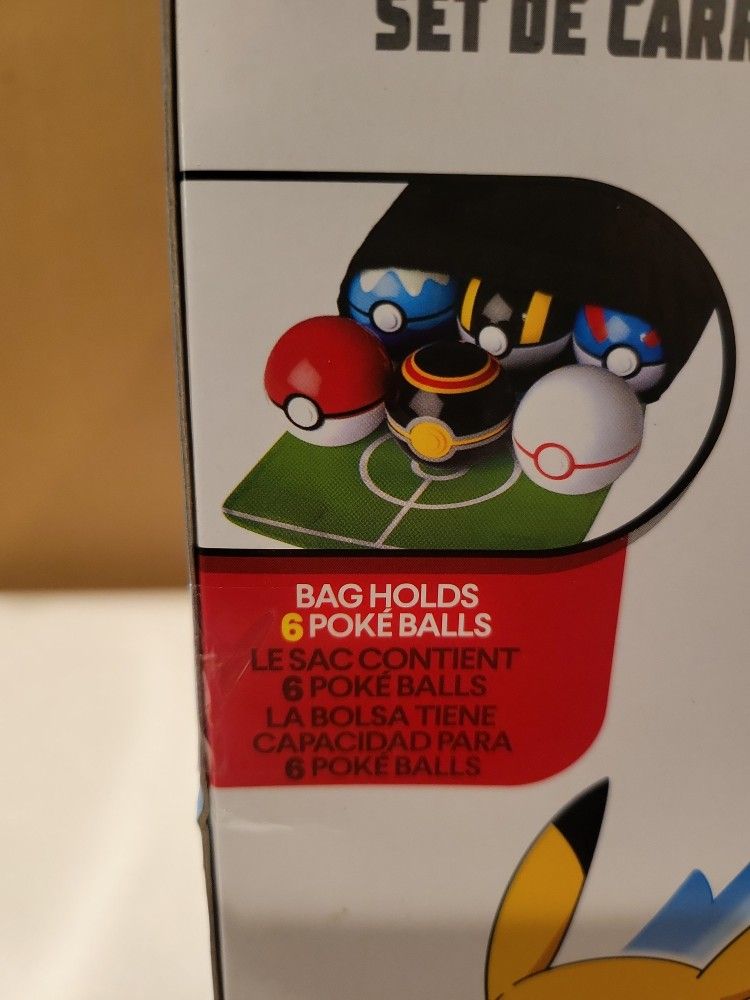 SET DE CARR
BAG HOLDS
6 POKÉ BALLS
LE SAC CONTIENT
6 POKÉ BALLS
LA BOLSA TIENE
CAPACIDAD PARA
6 POKÉ BALLS